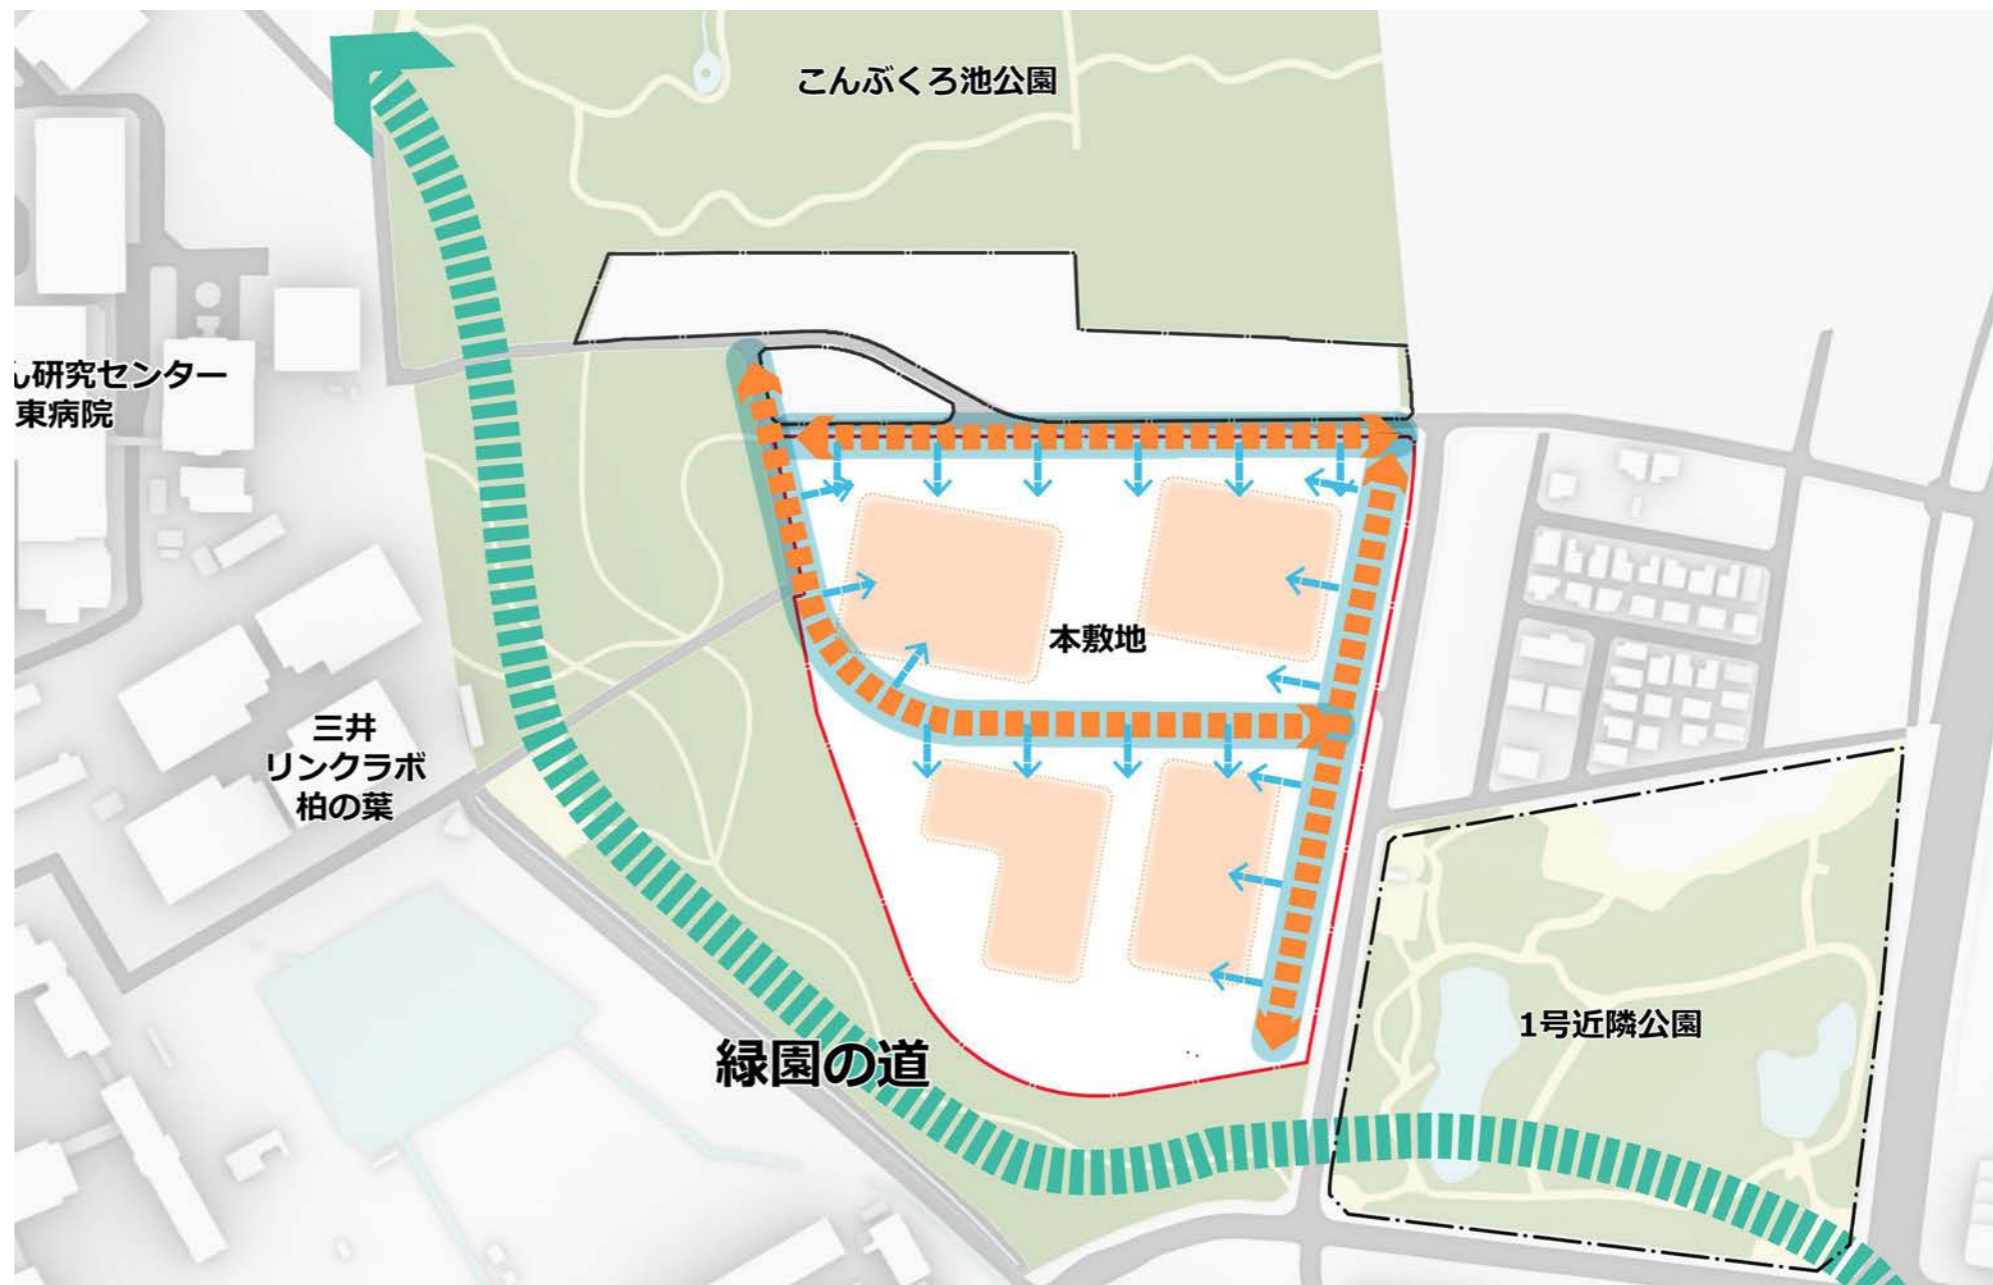 こんぶくろ池公園
ん研究センター
東病院
本敷地
三井
リンクラボ
柏の葉
1号近隣公園
緑園の道